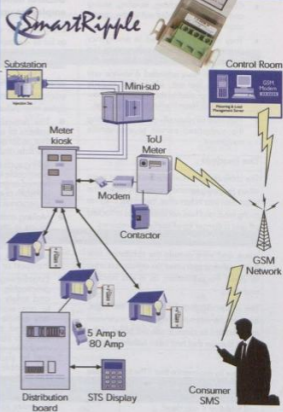 SmartRipple
Substation
Mini-sub
Control Room
GSM
Modem
Meter
kiosk
ToU
Meter
Modem
Contactor
GSM
Network
5 Amp to
80 Amp
Distribution
board
STS Display
Consumer
SMS